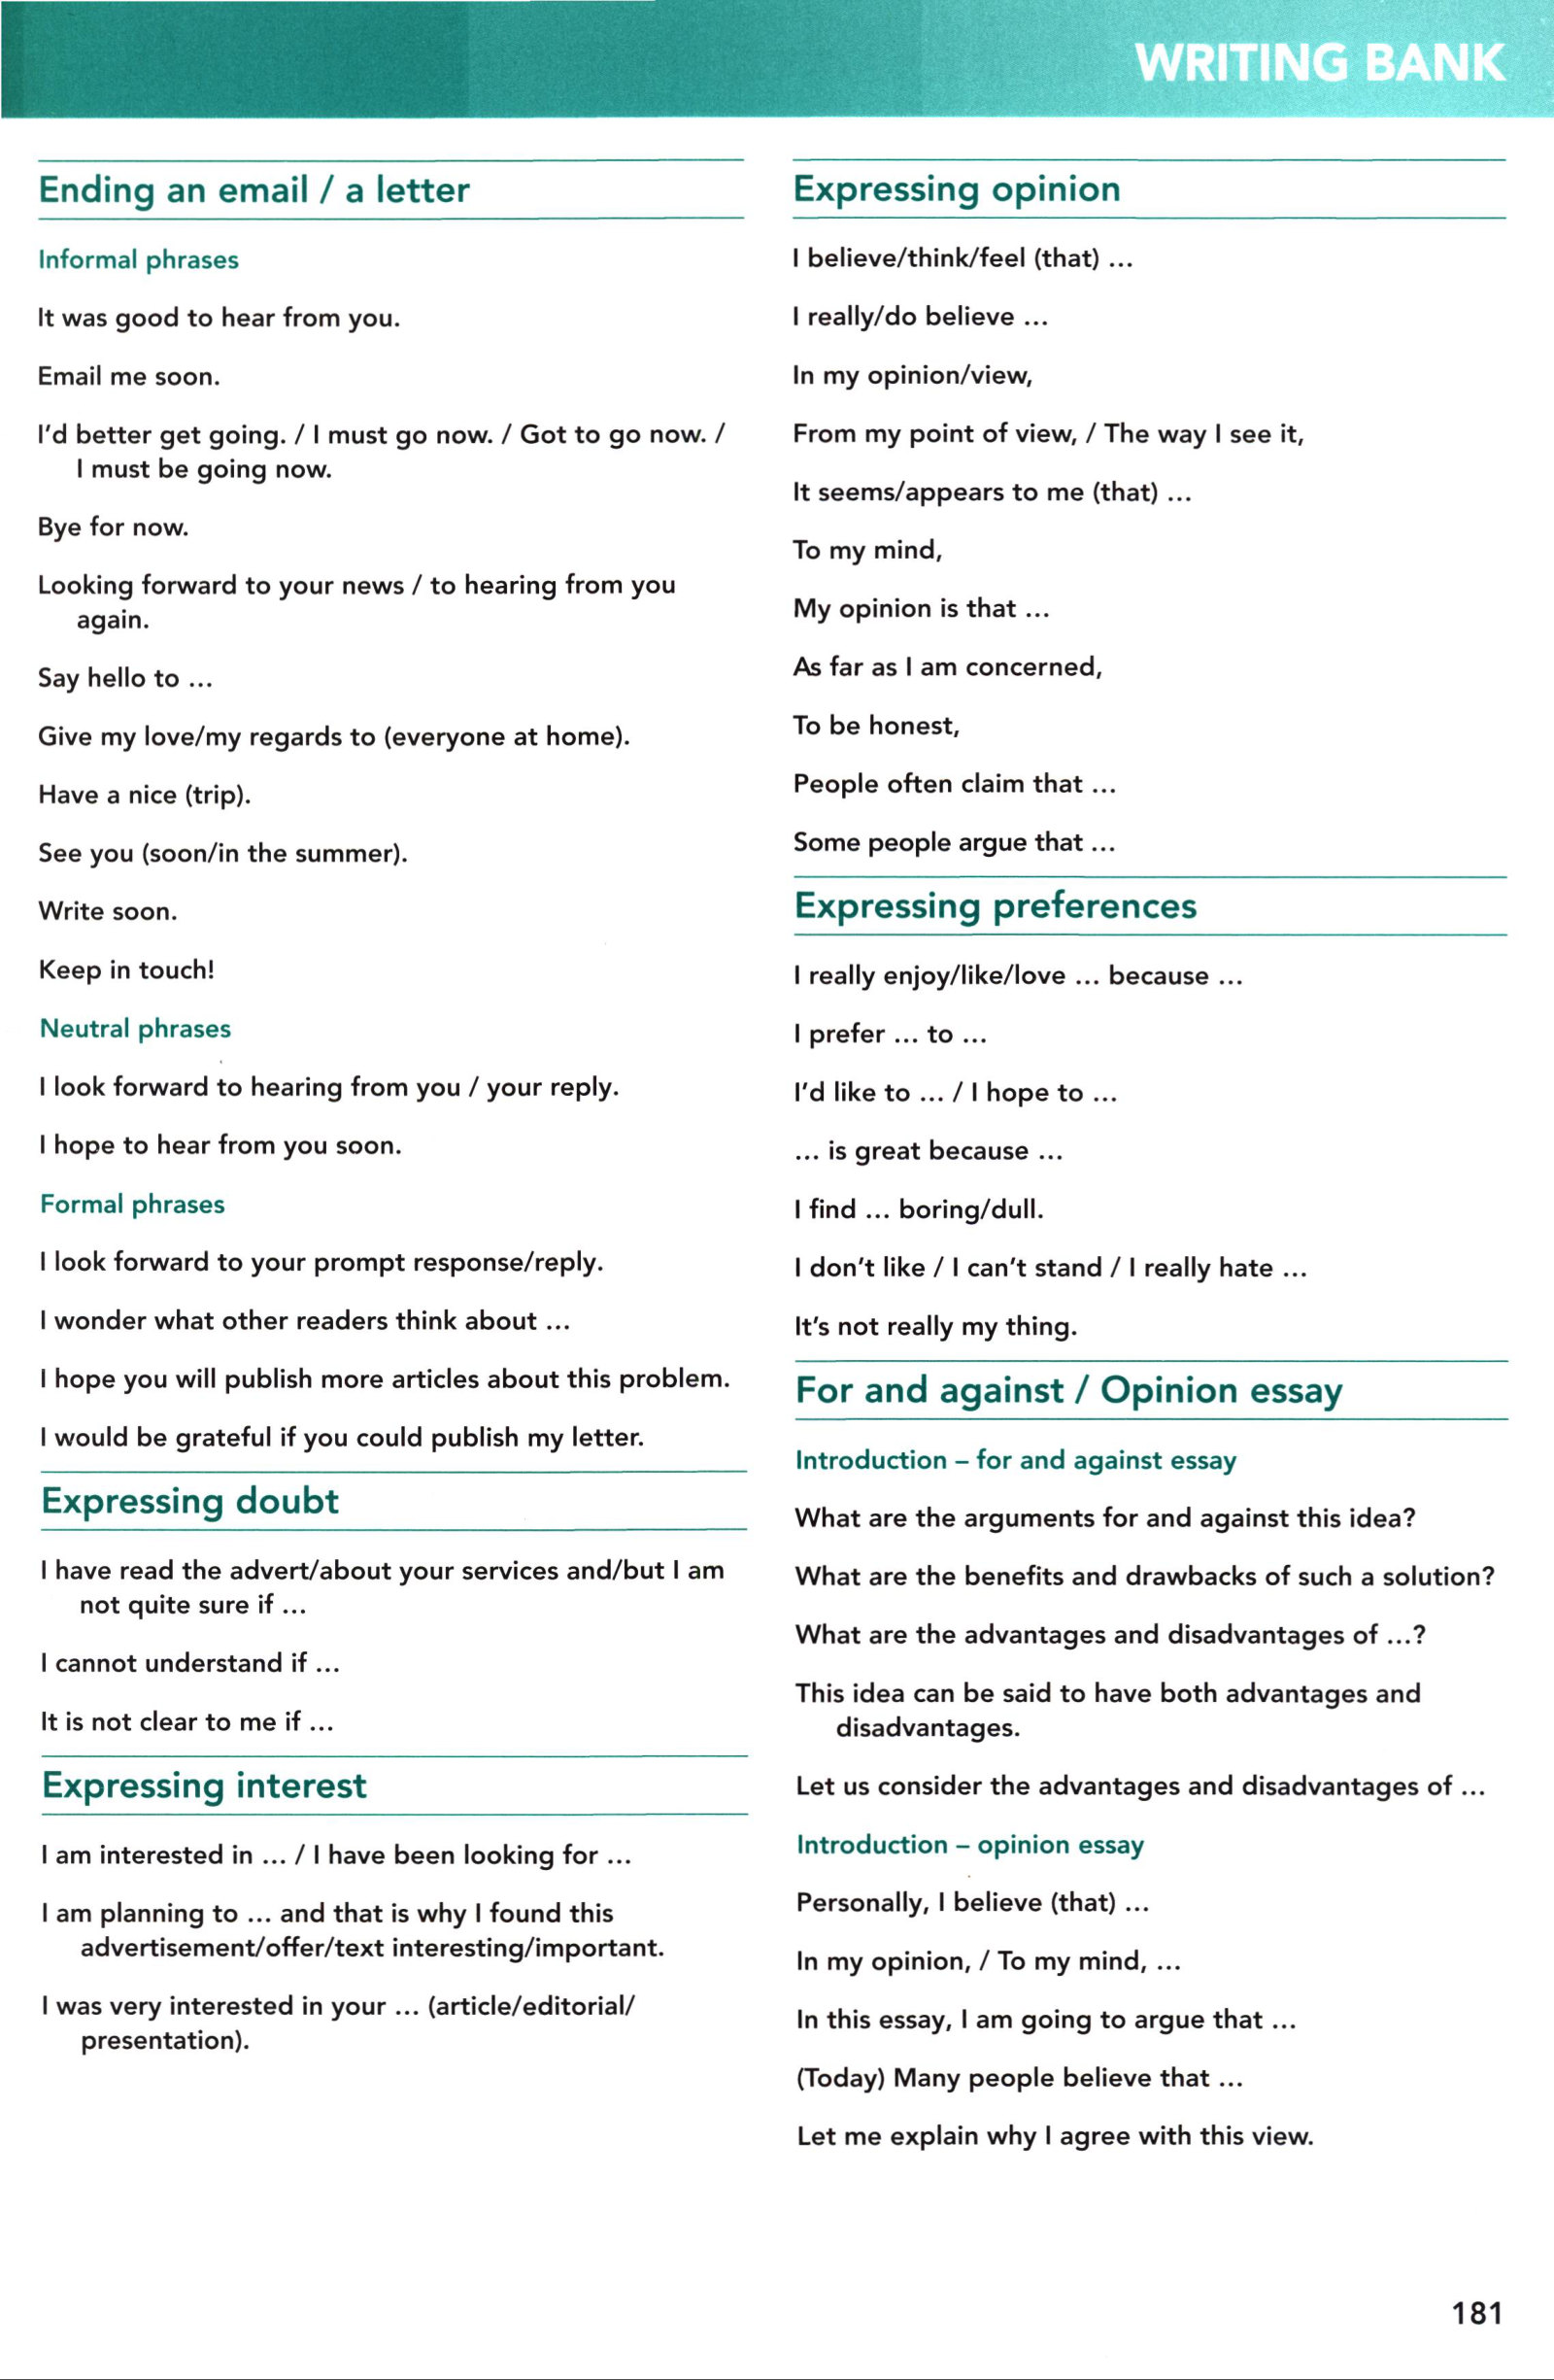 WRITING BANK
Ending an email / a letter
Informal phrases
It was good to hear from you.
Email me soon.
I'd better get going. / I must go now. / Got to go now. /
I must be going now.
Bye for now.
Looking forward to your news / to hearing from you
again.
Say hello to ...
Give my love/my regards to (everyone at home).
Have a nice (trip).
See you (soon/in the summer).
Write soon.
Keep in touch!
Neutral phrases
I look forward to hearing from you / your reply.
I hope to hear from you soon.
Formal phrases
I look forward to your prompt response/reply.
I wonder what other readers think about ...
I hope you will publish more articles about this problem.
I would be grateful if you could publish my letter.
Expressing doubt
I have read the advert/about your services and/but I am
not quite sure if ...
I cannot understand if ...
It is not clear to me if ...
Expressing interest
I am interested in ... / I have been looking for ...
I am planning to ... and that is why I found this
advertisement/offer/text interesting/important.
I was very interested in your ... (article/editorial/
presentation).
Expressing opinion
I believe/think/feel (that) ...
I really/do believe ...
In my opinion/view,
From my point of view, / The way I see it,
It seems/appears to me (that) ...
To my mind,
My opinion is that ...
As far as I am concerned,
To be honest,
People often claim that ...
Some people argue that ...
Expressing preferences
I really enjoy/like/love ... because ...
I prefer ... to ...
I'd like to ... / I hope to ...
... is great because ...
I find ... boring/dull.
I don't like / I can't stand / I really hate ...
It's not really my thing.
For and against / Opinion essay
Introduction – for and against essay
What are the arguments for and against this idea?
What are the benefits and drawbacks of such a solution?
What are the advantages and disadvantages of ...?
This idea can be said to have both advantages and
disadvantages.
Let us consider the advantages and disadvantages of ...
Introduction – opinion essay
Personally, I believe (that) ...
In my opinion, / To my mind, ...
In this essay, I am going to argue that ...
(Today) Many people believe that ...
Let me explain why I agree with this view.
181